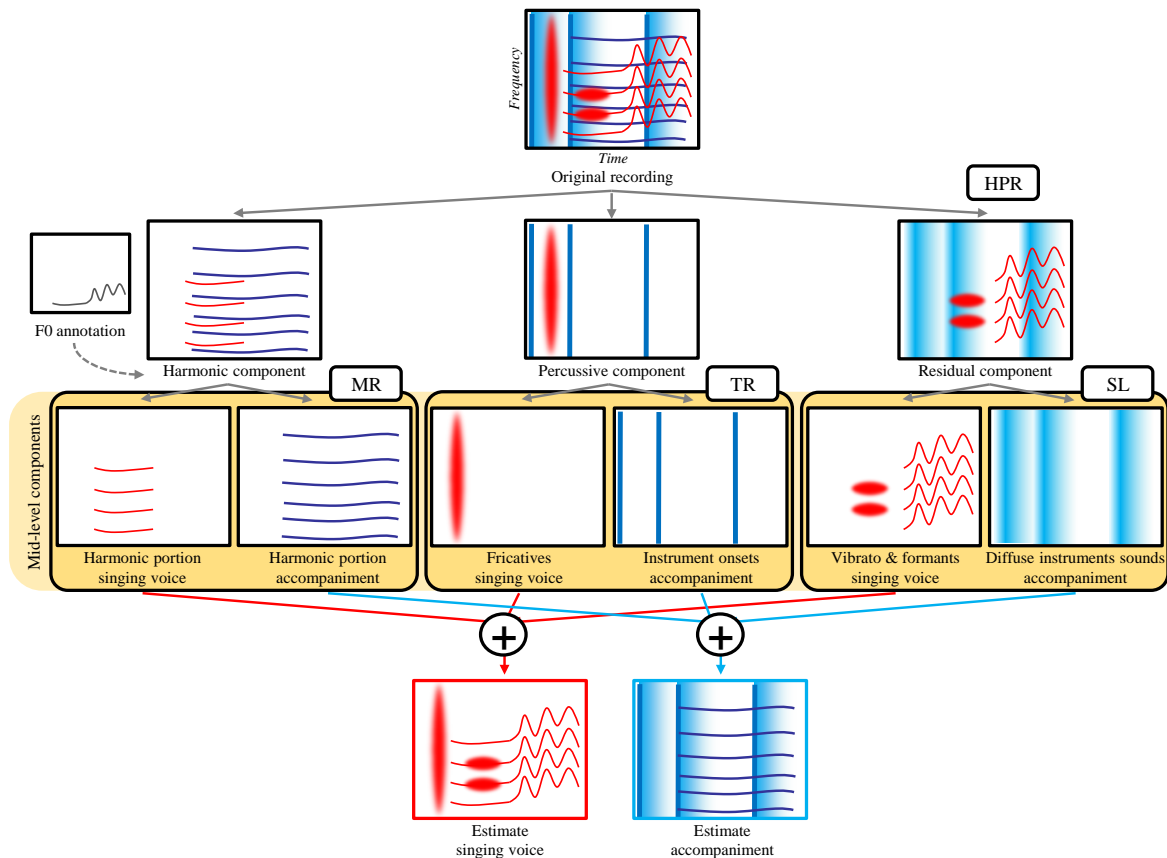 Frequency
Time
Original recording
HPR
F0 annotation
Harmonic component
Percussive component
Residual component
MR
TR
SL
Mid-level components
Harmonic portion
singing voice
Harmonic portion
accompaniment
Fricatives
singing voice
Instrument onsets
accompaniment
Vibrato & formants
singing voice
Diffuse instruments sounds
accompaniment
+
+
Estimate
singing voice
Estimate
accompaniment